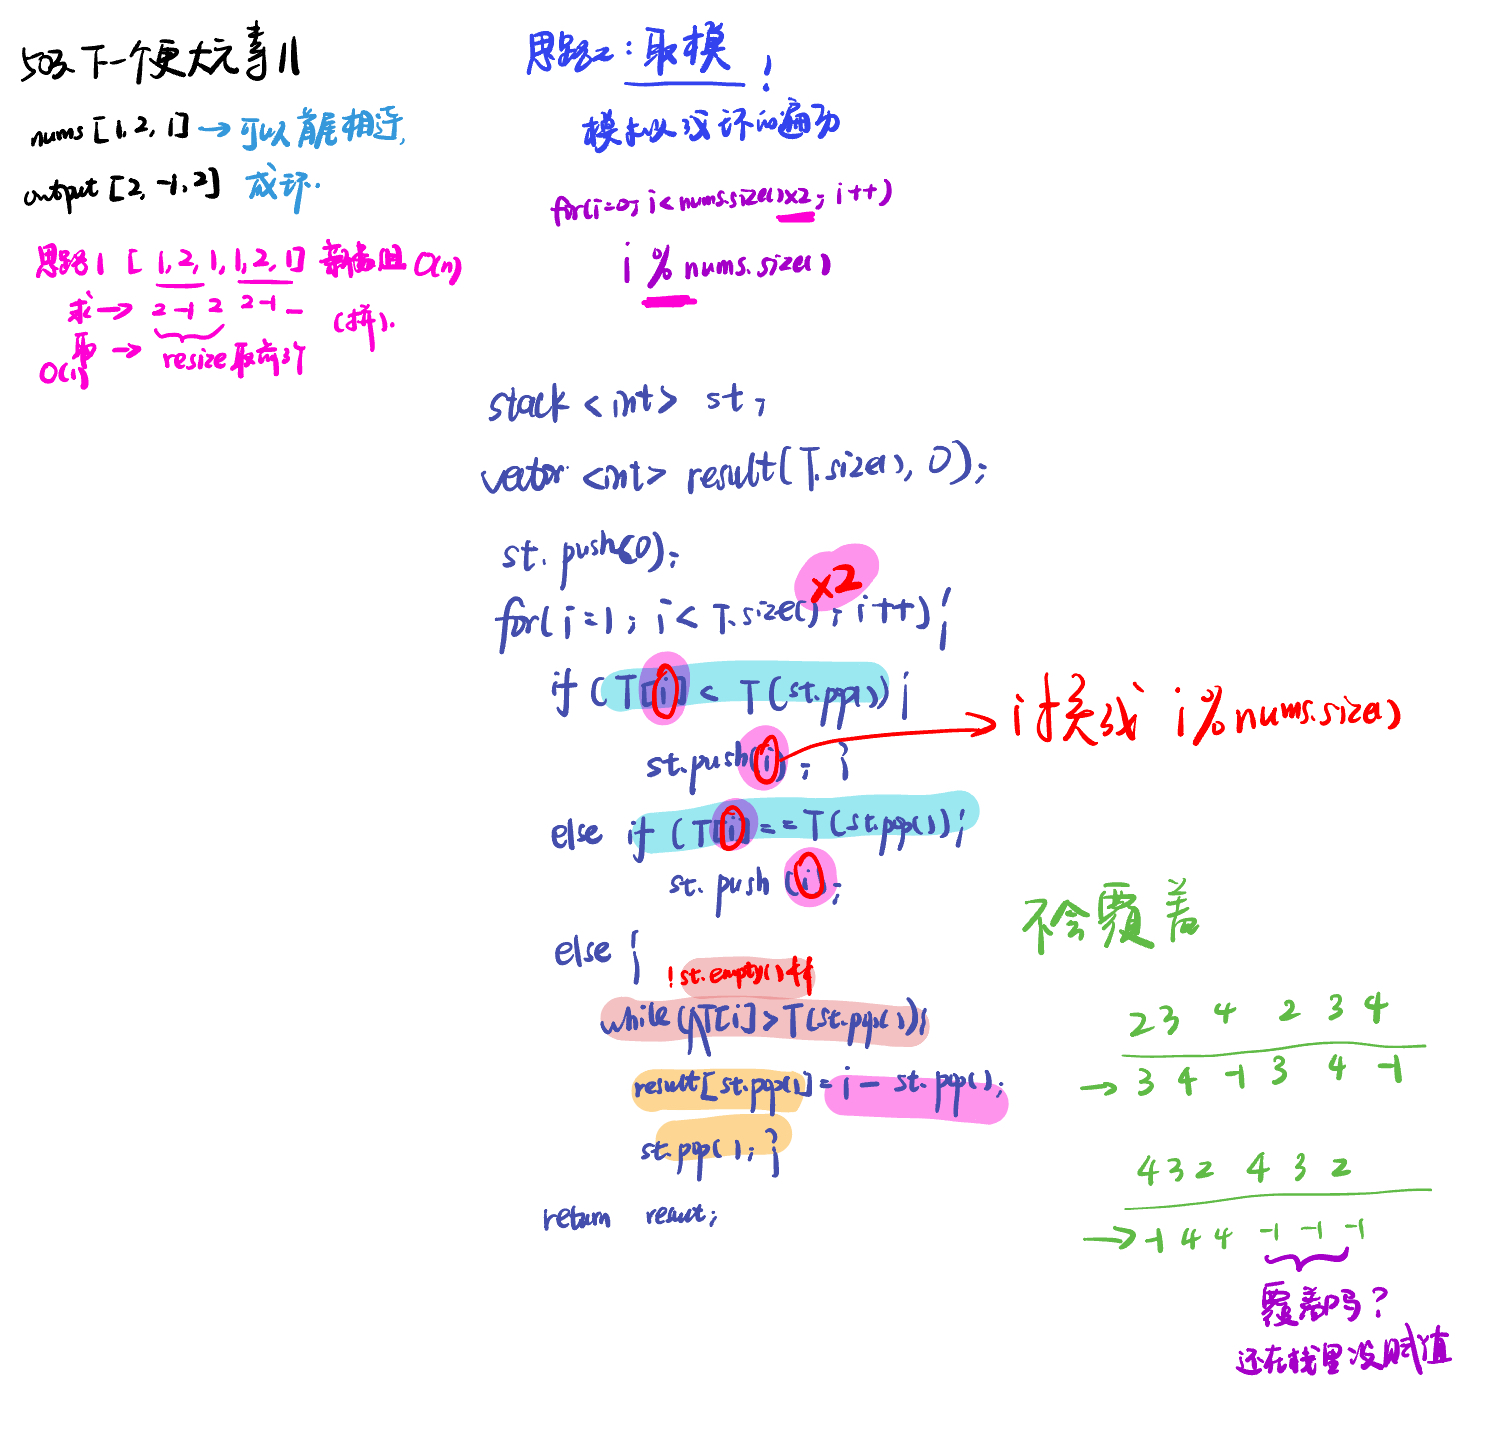 503 下一个更大元素 II
nums [1, 2, 1] → 可以首尾相连,
output [2, -1, 2] 成环.
思路1 [ 1, 2, 1, 1, 2, 1] 新数组 O(n)
求 → 2 -1 2 2 -1 _ (拼).
取 → resize 取前3个
O(1)
思路二: 取模 !
模拟成环的遍历
for(i=0; i<nums.size()×2; i++)
i % nums.size()
stack <int> st;
vector <int> result(T.size(), 0);
st. push(0);
×2
for( i=1; i< T.size(); i++){
if ( T[i] < T(st.pop()) {
st.push(i); }
i 才换成 i%nums.size()
else if ( T[i] == T(st.pop()){
st. push (i);
else {
!st.empty() &&
while (T[i] > T(st.pop()){
result[st.pop()] = i - st.pop();
st.pop(); }
return result;
不会覆盖
2 3 4 2 3 4
→ 3 4 -1 3 4 -1
4 3 2 4 3 2
→ -1 4 4 -1 -1 -1
覆盖吗?
还在栈里没赋值